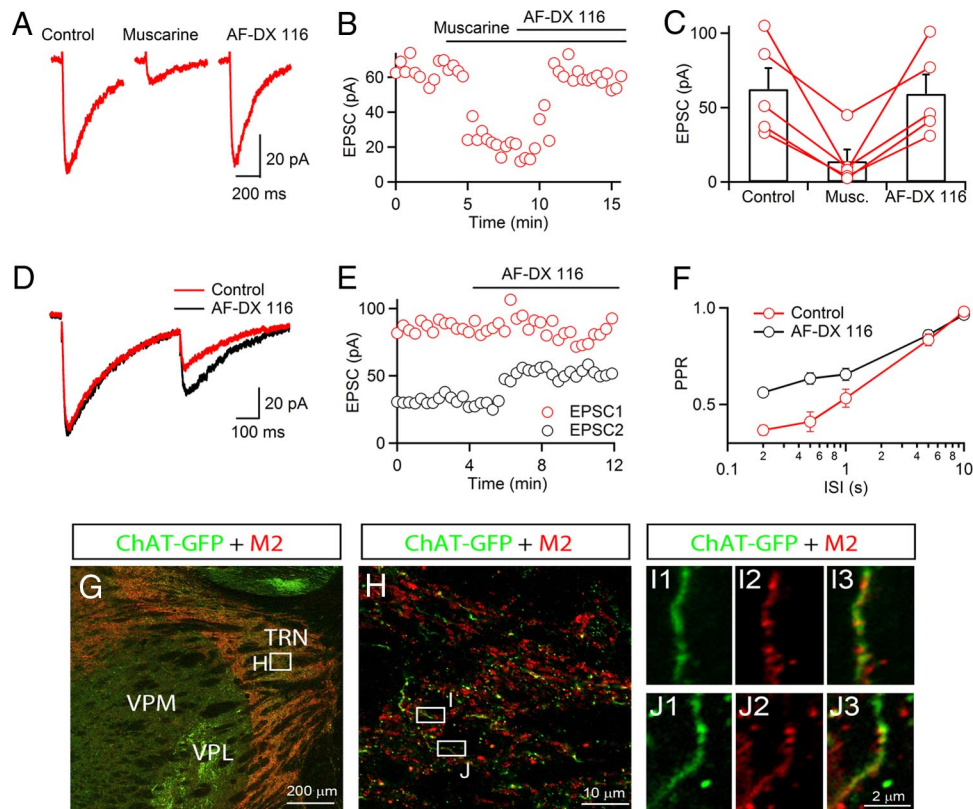 A
Control Muscarine AF-DX 116
20 pA
200 ms
B
AF-DX 116
Muscarine
EPSC (pA)
60
40
20
0
0 5 10 15
Time (min)
C
EPSC (pA)
100
50
0
Control Musc. AF-DX 116
D
Control
AF-DX 116
20 pA
100 ms
E
AF-DX 116
EPSC (pA)
100
50
0
EPSC1
EPSC2
0 4 8 12
Time (min)
F
Control
AF-DX 116
PPR
1.0
0.5
0.1 2 4 6 8 1 2 4 6 8 10
ISI (s)
ChAT-GFP + M2
G
TRN
H
VPM
VPL
200 µm
ChAT-GFP + M2
H
I
J
10 µm
ChAT-GFP + M2
I1 I2 I3
J1 J2 J3
2 µm